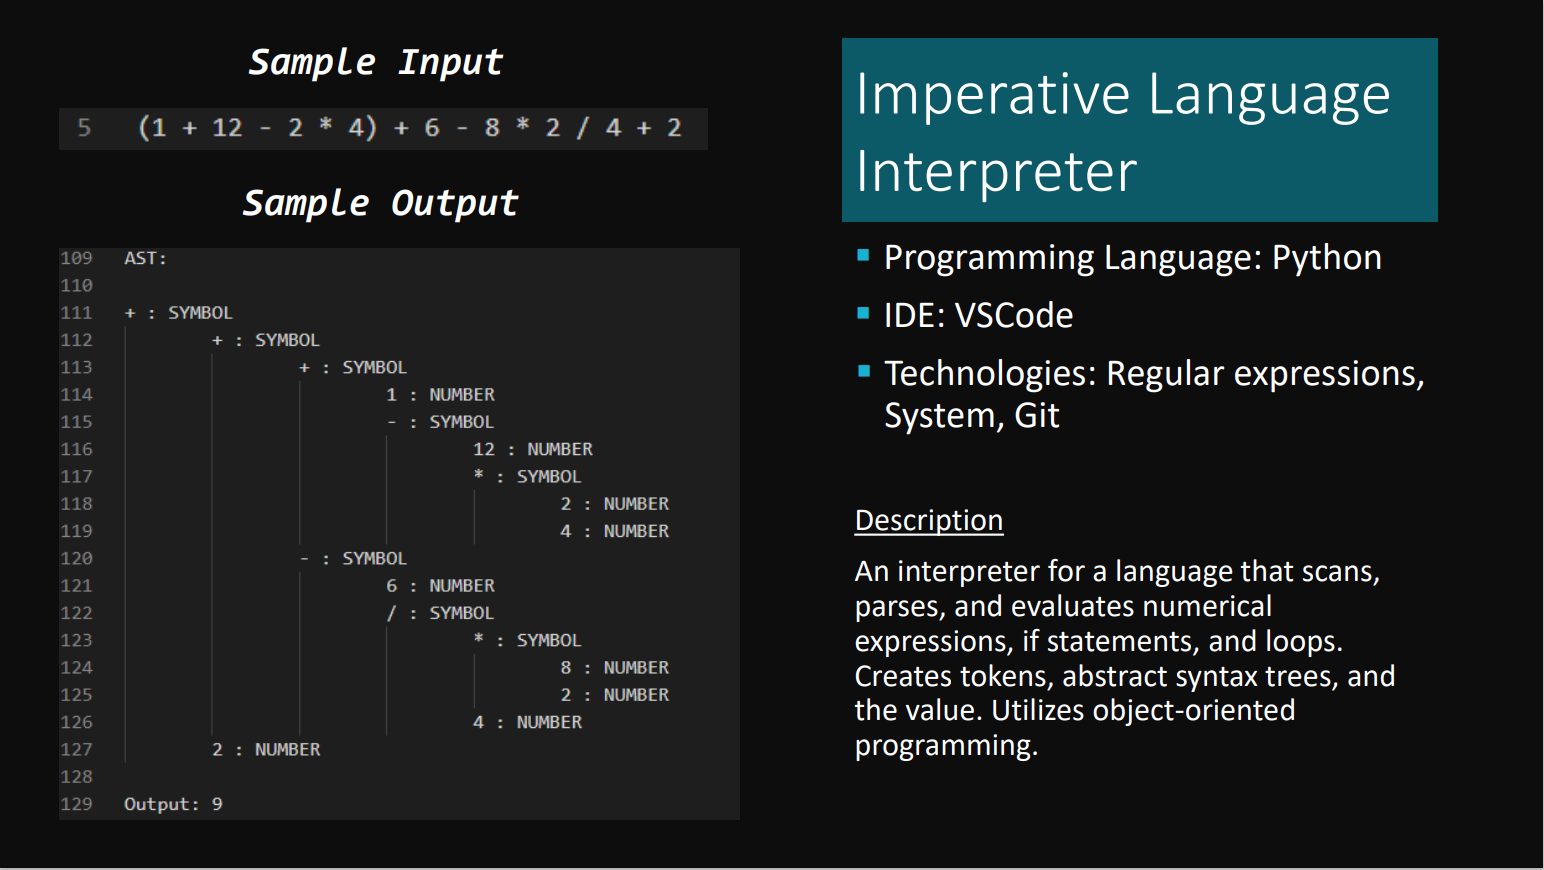 Sample Input
5 (1 + 12 - 2 * 4) + 6 - 8 * 2 / 4 + 2
Sample Output
109 AST:
110
111 + : SYMBOL
112 + : SYMBOL
113 + : SYMBOL
114 1 : NUMBER
115 - : SYMBOL
116 12 : NUMBER
117 * : SYMBOL
118 2 : NUMBER
119 4 : NUMBER
120 - : SYMBOL
121 6 : NUMBER
122 / : SYMBOL
123 * : SYMBOL
124 8 : NUMBER
125 2 : NUMBER
126 4 : NUMBER
127 2 : NUMBER
128
129 Output: 9
Imperative Language
Interpreter
Programming Language: Python
IDE: VSCode
Technologies: Regular expressions,
System, Git
Description
An interpreter for a language that scans,
parses, and evaluates numerical
expressions, if statements, and loops.
Creates tokens, abstract syntax trees, and
the value. Utilizes object-oriented
programming.